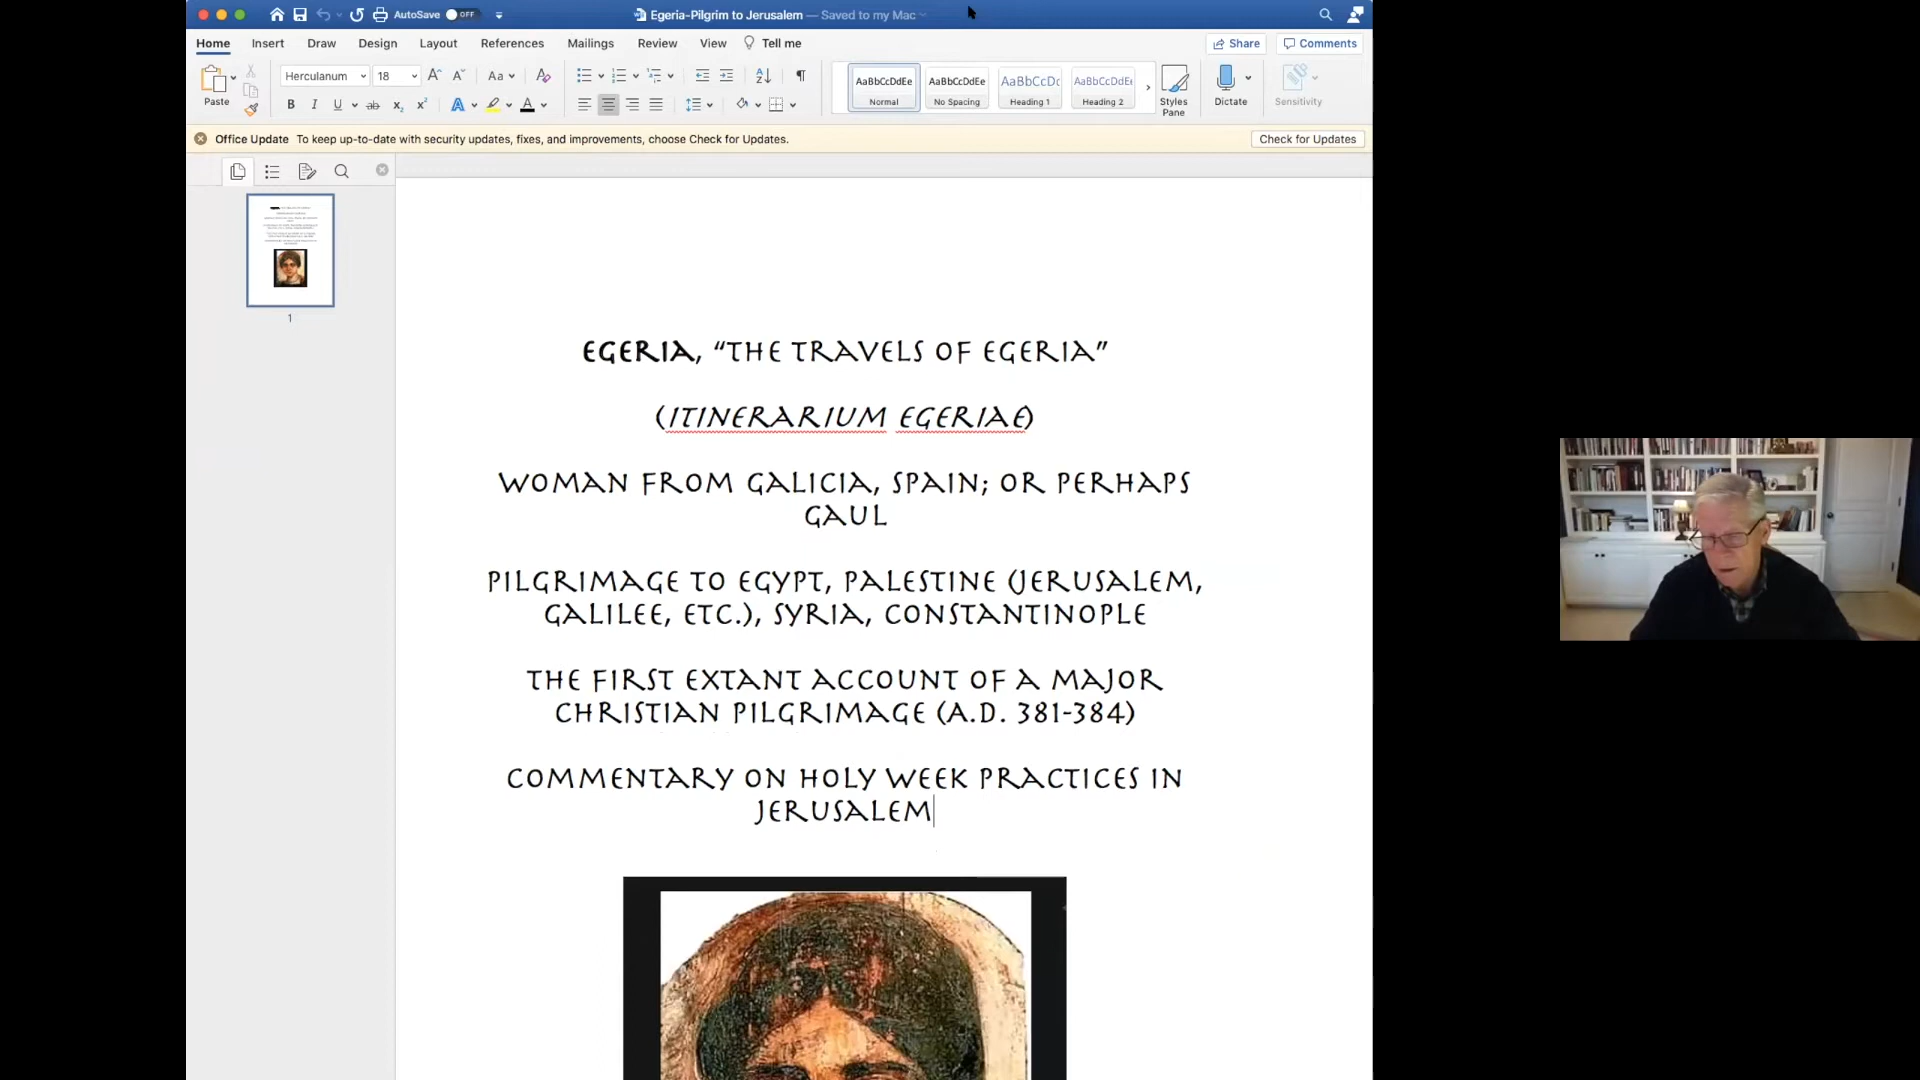 AutoSave OFF
Egeria-Pilgrim to Jerusalem — Saved to my Mac
Home Insert Draw Design Layout References Mailings Review View Tell me
Share Comments
Herculanum 18
Paste
AaBbCcDdEe AaBbCcDdEe AaBbCcDc AaBbCcDdEe
Normal No Spacing Heading 1 Heading 2
Styles Pane
Dictate
Sensitivity
Office Update To keep up-to-date with security updates, fixes, and improvements, choose Check for Updates.
Check for Updates
1
EGERIA, “THE TRAVELS OF EGERIA”
(ITINERARIUM EGERIAE)
WOMAN FROM GALICIA, SPAIN; OR PERHAPS
GAUL
PILGRIMAGE TO EGYPT, PALESTINE (JERUSALEM,
GALILEE, ETC.), SYRIA, CONSTANTINOPLE
THE FIRST EXTANT ACCOUNT OF A MAJOR
CHRISTIAN PILGRIMAGE (A.D. 381-384)
COMMENTARY ON HOLY WEEK PRACTICES IN
JERUSALEM